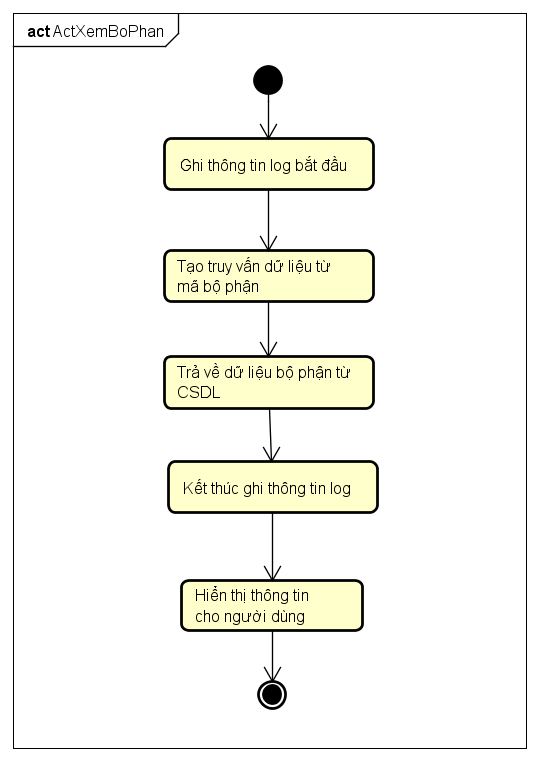 act ActXemBoPhan
Ghi thông tin log bắt đầu
Tạo truy vấn dữ liệu từ
mã bộ phận
Trả về dữ liệu bộ phận từ
CSDL
Kết thúc ghi thông tin log
Hiển thị thông tin
cho người dùng